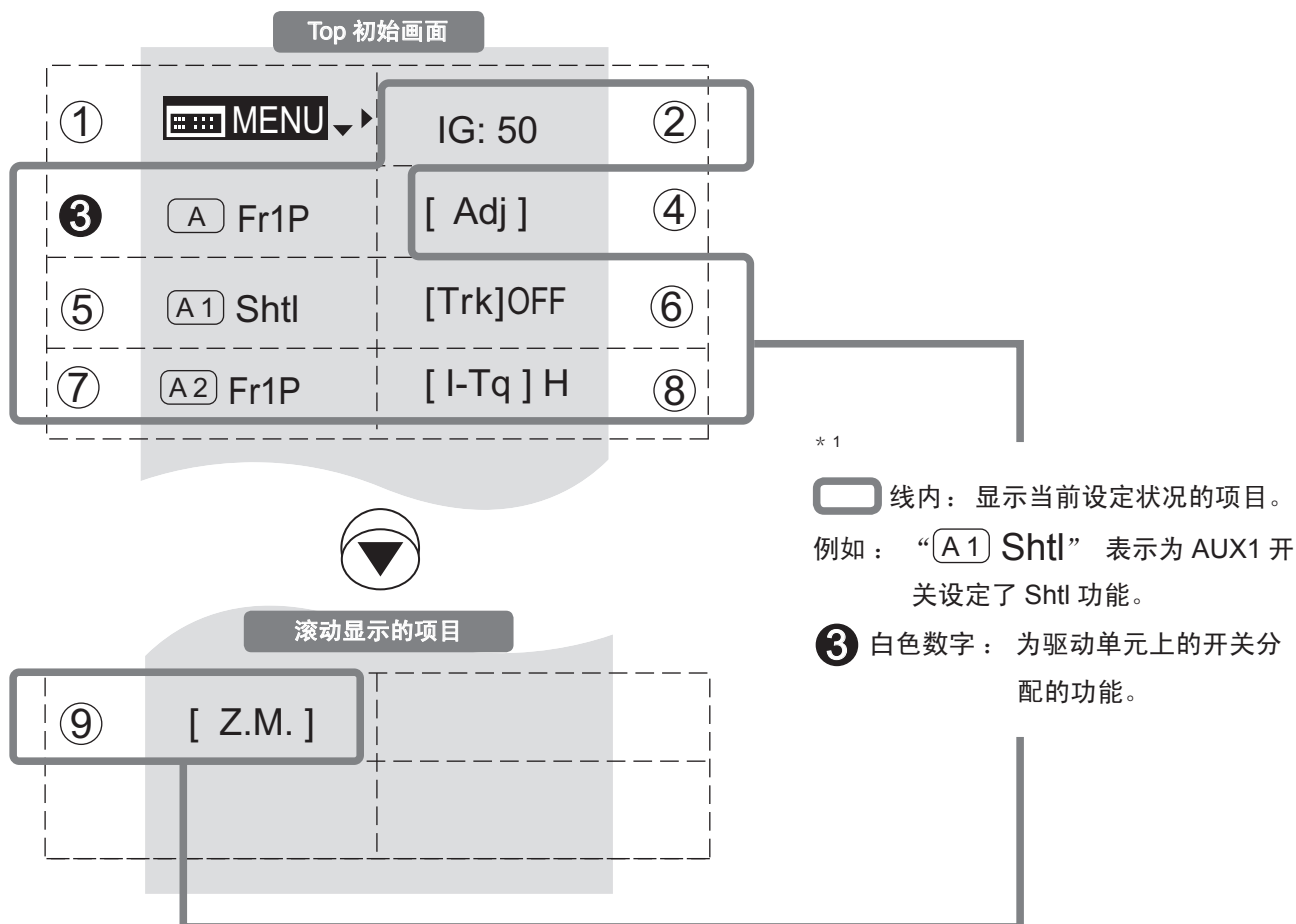 Top 初始画面
① MENU IG: 50 ②
❸ A Fr1P [ Adj ] ④
⑤ A 1 Shtl [Trk]OFF ⑥
⑦ A 2 Fr1P [ I-Tq ] H ⑧
滚动显示的项目
⑨ [ Z.M. ]
＊1
线内： 显示当前设定状况的项目。
例如： “A 1 Shtl” 表示为 AUX1 开
关设定了 Shtl 功能。
❸ 白色数字： 为驱动单元上的开关分
配的功能。